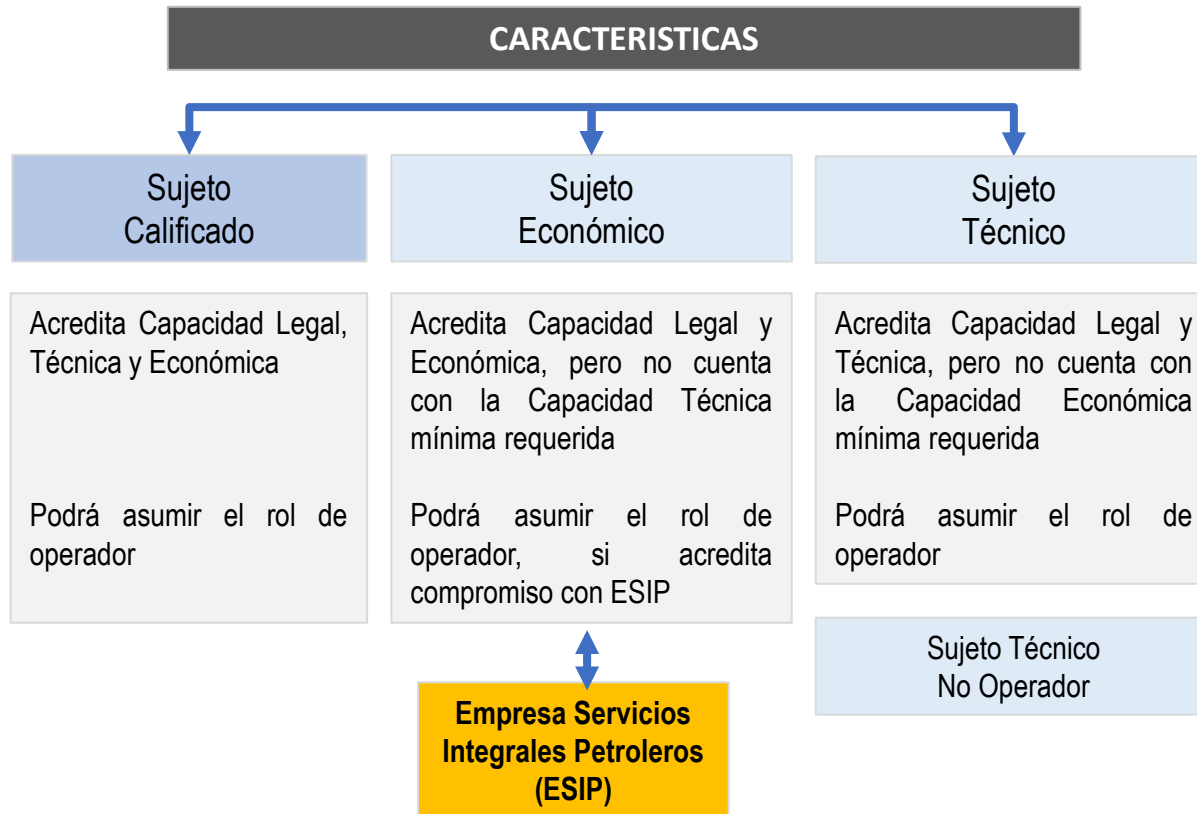 CARACTERISTICAS
Sujeto
Calificado
Acredita Capacidad Legal,
Técnica y Económica
Podrá asumir el rol de
operador
Sujeto
Económico
Acredita Capacidad Legal y
Económica, pero no cuenta
con la Capacidad Técnica
mínima requerida
Podrá asumir el rol de
operador, si acredita
compromiso con ESIP
Empresa Servicios
Integrales Petroleros
(ESIP)
Sujeto
Técnico
Acredita Capacidad Legal y
Técnica, pero no cuenta con
la Capacidad Económica
mínima requerida
Podrá asumir el rol de
operador
Sujeto Técnico
No Operador